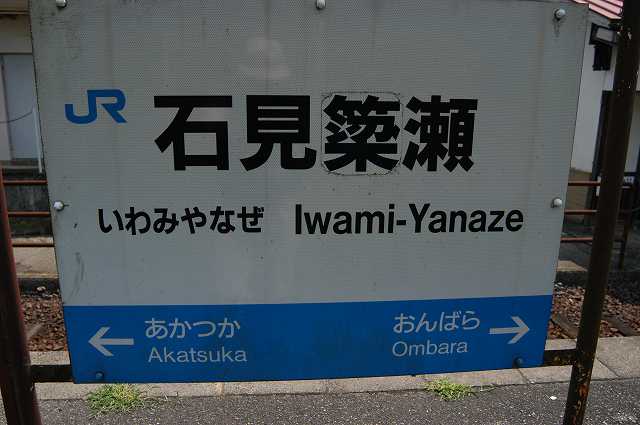 JR
石見簗瀬
いわみやなぜ Iwami-Yanaze
← あかつか おんばら →
Akatsuka Ombara